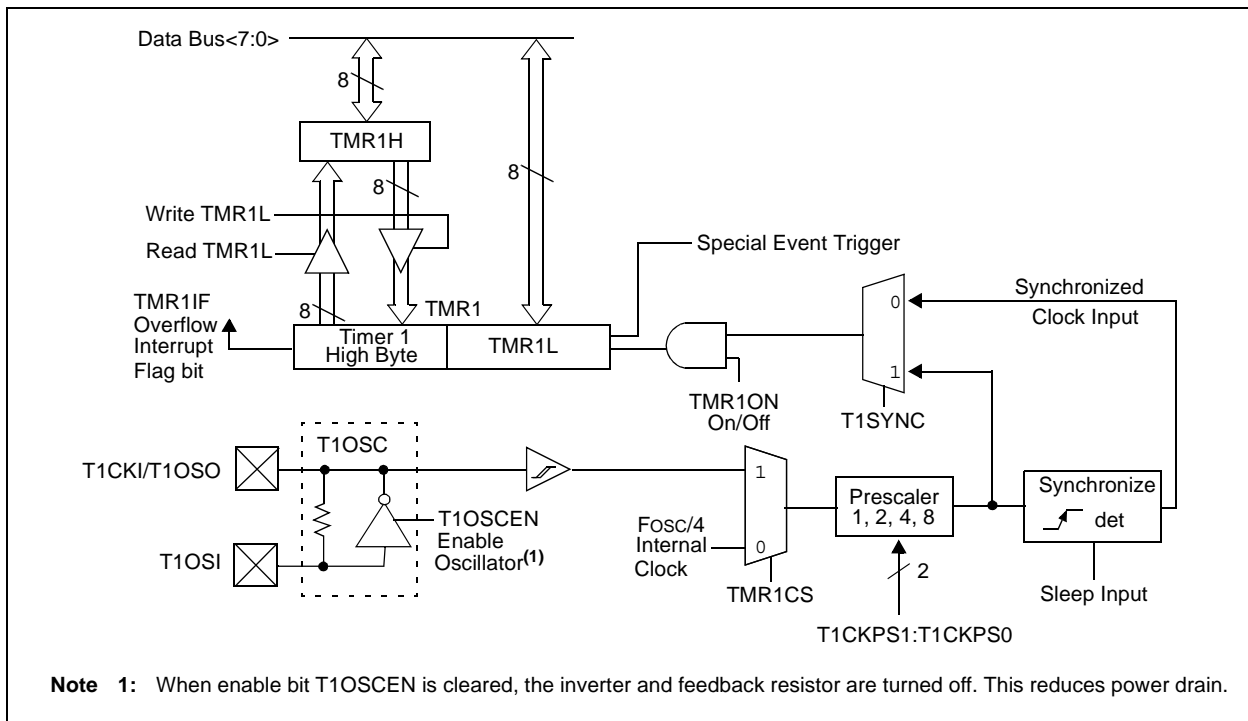 Data Bus<7:0>
8
TMR1H
8
8
Write TMR1L
Read TMR1L
Special Event Trigger
TMR1IF
Overflow
Interrupt
Flag bit
8
TMR1
Timer 1
High Byte
TMR1L
0
1
Synchronized
Clock Input
TMR1ON
On/Off
T1SYNC
T1OSC
T1CKI/T1OSO
T1OSI
T1OSCEN
Enable
Oscillator(1)
1
0
FOSC/4
Internal
Clock
TMR1CS
Prescaler
1, 2, 4, 8
2
T1CKPS1:T1CKPS0
Synchronize
det
Sleep Input
Note 1: When enable bit T1OSCEN is cleared, the inverter and feedback resistor are turned off. This reduces power drain.